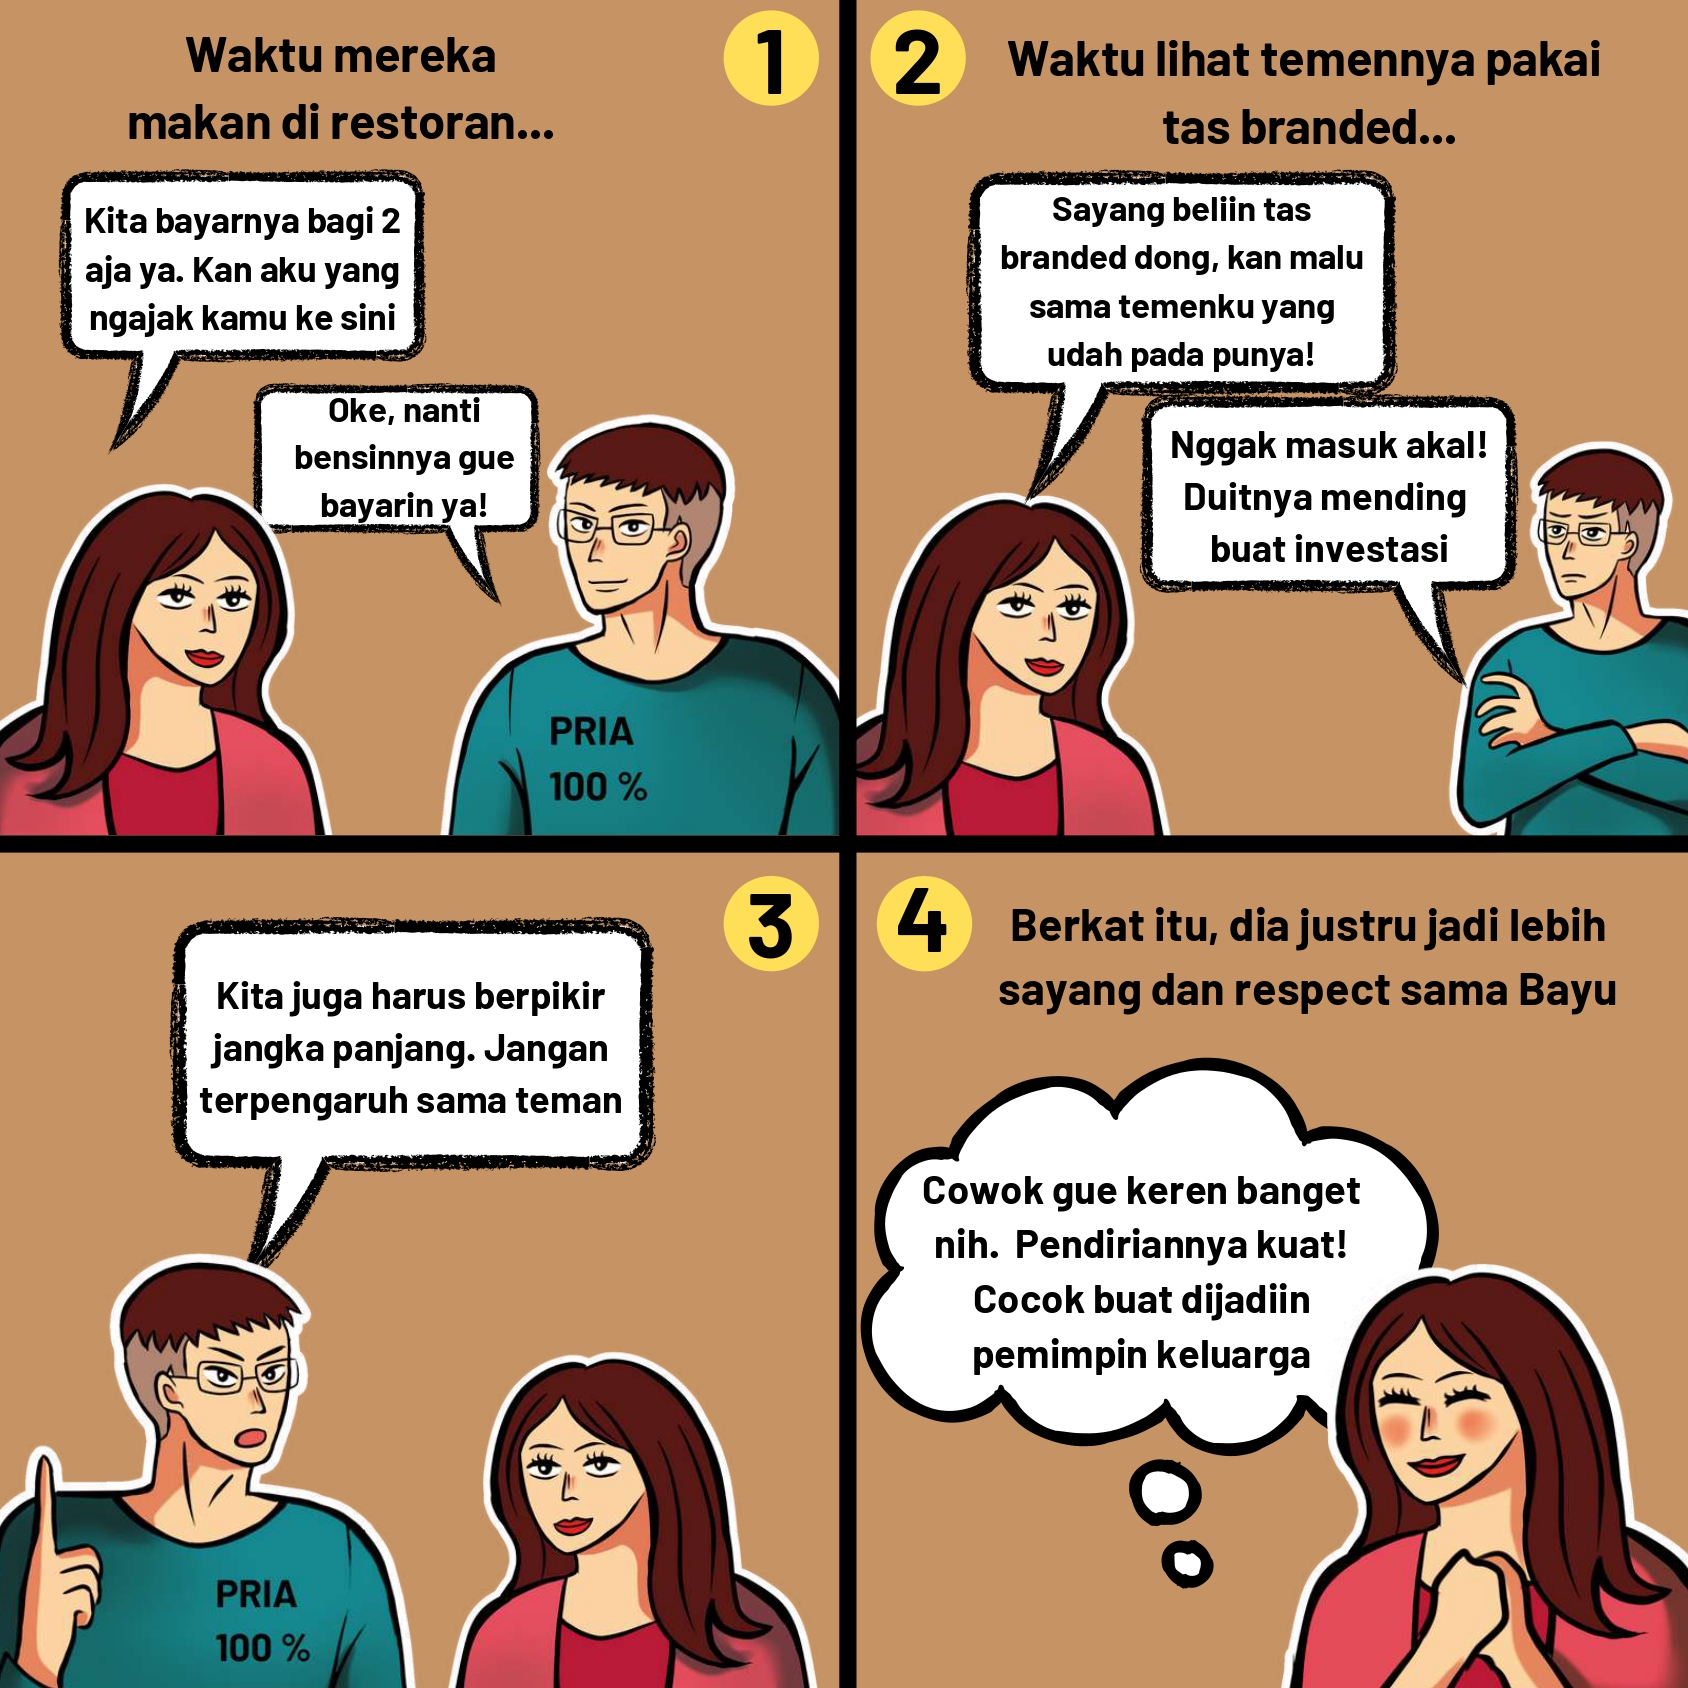 1
Waktu mereka
makan di restoran...
Kita bayarnya bagi 2
aja ya. Kan aku yang
ngajak kamu ke sini
Oke, nanti
bensinnya gue
bayarin ya!
PRIA
100 %
2
Waktu lihat temennya pakai
tas branded...
Sayang beliin tas
branded dong, kan malu
sama temenku yang
udah pada punya!
Nggak masuk akal!
Duitnya mending
buat investasi
3
Kita juga harus berpikir
jangka panjang. Jangan
terpengaruh sama teman
PRIA
100 %
4
Berkat itu, dia justru jadi lebih
sayang dan respect sama Bayu
Cowok gue keren banget
nih. Pendiriannya kuat!
Cocok buat dijadiin
pemimpin keluarga